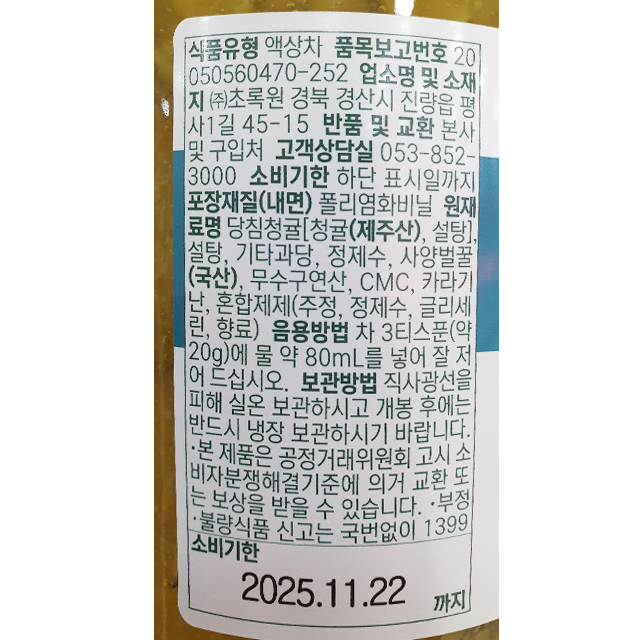 식품유형 액상차 품목보고번호 20
050560470-252 업소명 및 소재
지 ㈜초록원 경북 경산시 진량읍 평
사1길 45-15 반품 및 교환 본사
및 구입처 고객상담실 053-852-
3000 소비기한 하단 표시일까지
포장재질(내면) 폴리염화비닐 원재
료명 당침청귤[청귤(제주산), 설탕],
설탕, 기타과당, 정제수, 사양벌꿀
(국산), 무수구연산, CMC, 카라기
난, 혼합제제(주정, 정제수, 글리세
린, 향료) 음용방법 차 3티스푼(약
20g)에 물 약 80mL를 넣어 잘 저
어 드십시오. 보관방법 직사광선을
피해 실온 보관하시고 개봉 후에는
반드시 냉장 보관하시기 바랍니다.
·본 제품은 공정거래위원회 고시 소
비자분쟁해결기준에 의거 교환 또
는 보상을 받을 수 있습니다. ·부정
·불량식품 신고는 국번없이 1399
소비기한
2025.11.22 까지